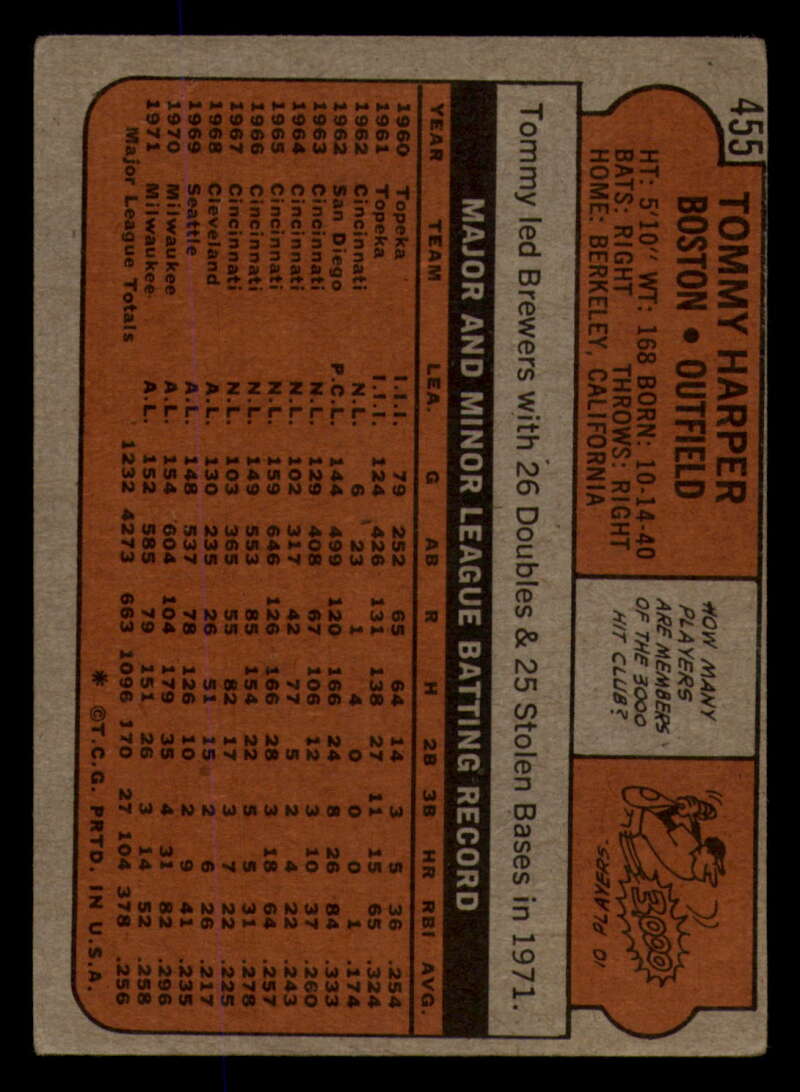 455
TOMMY HARPER
BOSTON • OUTFIELD
HT: 5'10" WT: 168 BORN: 10-14-40
BATS: RIGHT THROWS: RIGHT
HOME: BERKELEY, CALIFORNIA
HOW MANY
PLAYERS
ARE MEMBERS
OF THE 3000
HIT CLUB?
3,000
10 PLAYERS.
Tommy led Brewers with 26 Doubles & 25 Stolen Bases in 1971.
MAJOR AND MINOR LEAGUE BATTING RECORD
YEAR TEAM LEA. G AB R H 2B 3B HR RBI AVG.
1960 Topeka I.I.I. 79 252 65 64 14 3 5 36 .254
1961 Topeka I.I.I. 124 426 131 138 27 11 15 65 .324
1962 Cincinnati N.L. 6 23 1 4 0 0 0 1 .174
1962 San Diego P.C.L. 144 499 120 166 24 8 26 84 .333
1963 Cincinnati N.L. 129 408 67 106 12 3 10 37 .260
1964 Cincinnati N.L. 102 317 42 77 5 2 4 22 .243
1965 Cincinnati N.L. 159 646 126 166 28 3 18 64 .257
1966 Cincinnati N.L. 149 553 85 154 22 5 5 31 .278
1967 Cincinnati N.L. 103 365 55 82 17 3 7 22 .225
1968 Cleveland A.L. 130 235 26 51 15 2 6 26 .217
1969 Seattle A.L. 148 537 78 126 10 2 9 41 .235
1970 Milwaukee A.L. 154 604 104 179 35 4 31 82 .296
1971 Milwaukee A.L. 152 585 79 151 26 3 14 52 .258
Major League Totals 1232 4273 663 1096 170 27 104 378 .256
* ©T.C.G. PRTD. IN U.S.A.